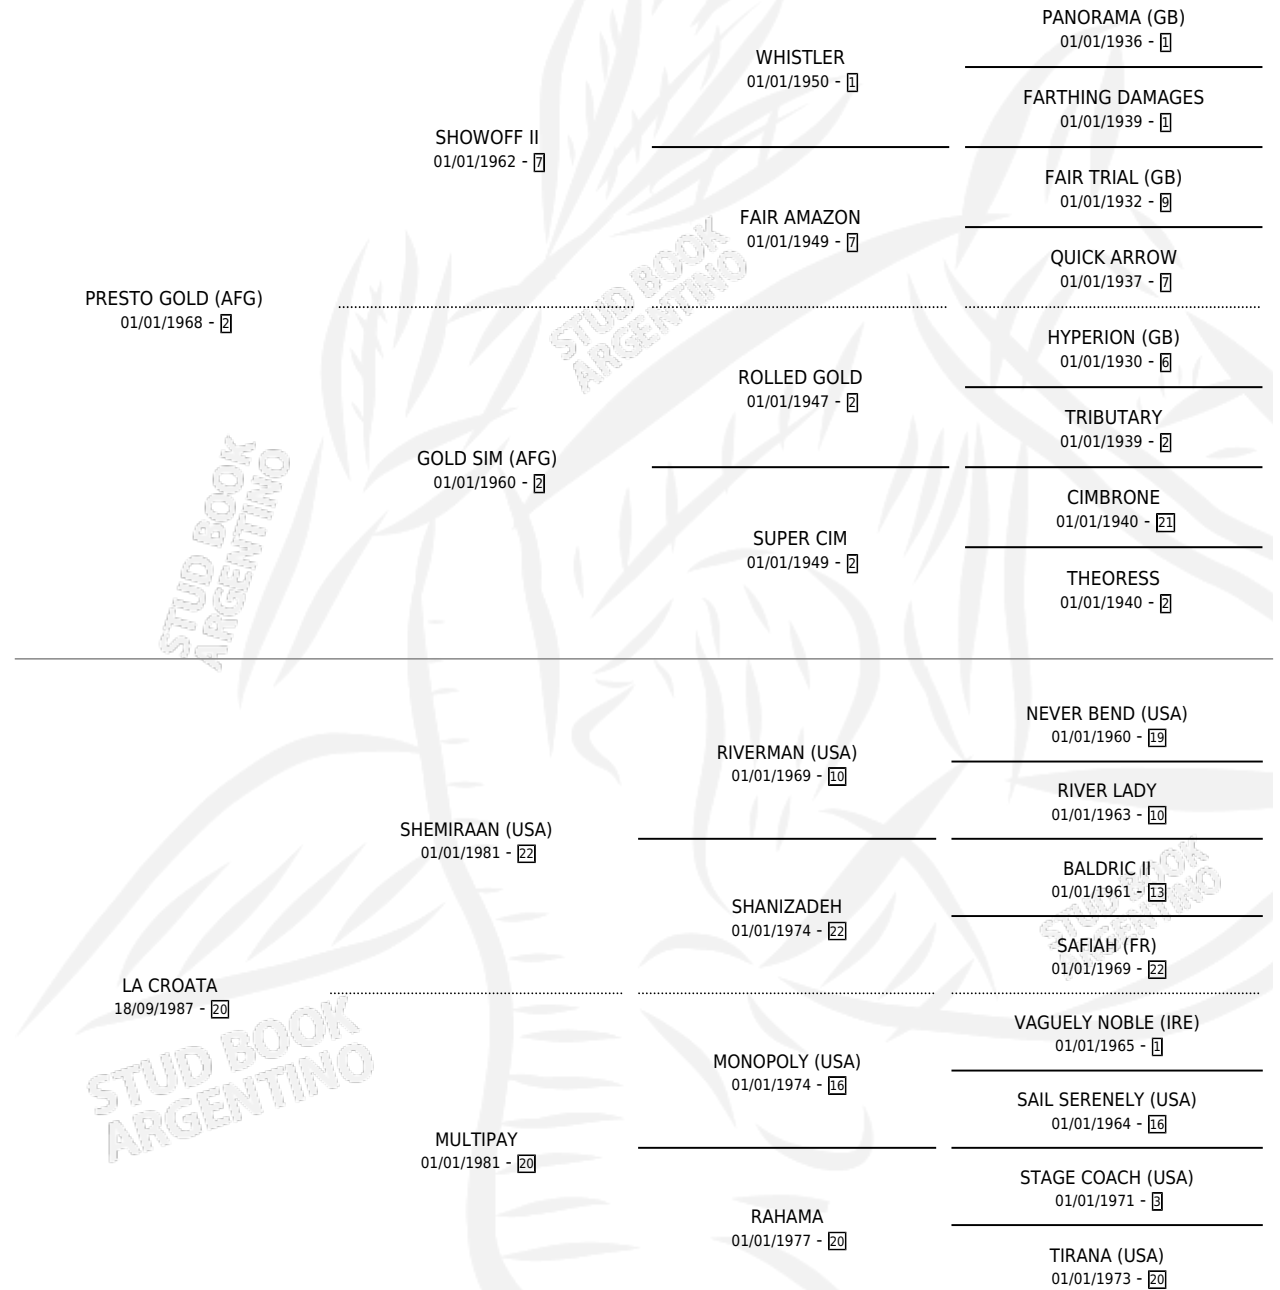 PANORAMA (GB)
01/01/1936 - 1
WHISTLER
01/01/1950 - 1
FARTHING DAMAGES
01/01/1939 - 1
SHOWOFF II
01/01/1962 - 7
FAIR TRIAL (GB)
01/01/1932 - 9
FAIR AMAZON
01/01/1949 - 7
QUICK ARROW
01/01/1937 - 7
PRESTO GOLD (AFG)
01/01/1968 - 2
STUD BOOK
ARGENTINO
HYPERION (GB)
01/01/1930 - 6
ROLLED GOLD
01/01/1947 - 2
TRIBUTARY
01/01/1939 - 2
GOLD SIM (AFG)
01/01/1960 - 2
CIMBRONE
01/01/1940 - 21
SUPER CIM
01/01/1949 - 2
THEORESS
01/01/1940 - 2
STUD BOOK
ARGENTINO
NEVER BEND (USA)
01/01/1960 - 19
RIVERMAN (USA)
01/01/1969 - 10
RIVER LADY
01/01/1963 - 10
SHEMIRAAN (USA)
01/01/1981 - 22
BALDRIC II
01/01/1961 - 13
SHANIZADEH
01/01/1974 - 22
SAFIAH (FR)
01/01/1969 - 22
STUD BOOK
ARGENTINO
LA CROATA
18/09/1987 - 20
VAGUELY NOBLE (IRE)
01/01/1965 - 1
MONOPOLY (USA)
01/01/1974 - 16
SAIL SERENELY (USA)
01/01/1964 - 16
STUD BOOK
ARGENTINO
MULTIPAY
01/01/1981 - 20
STAGE COACH (USA)
01/01/1971 - 3
RAHAMA
01/01/1977 - 20
TIRANA (USA)
01/01/1973 - 20